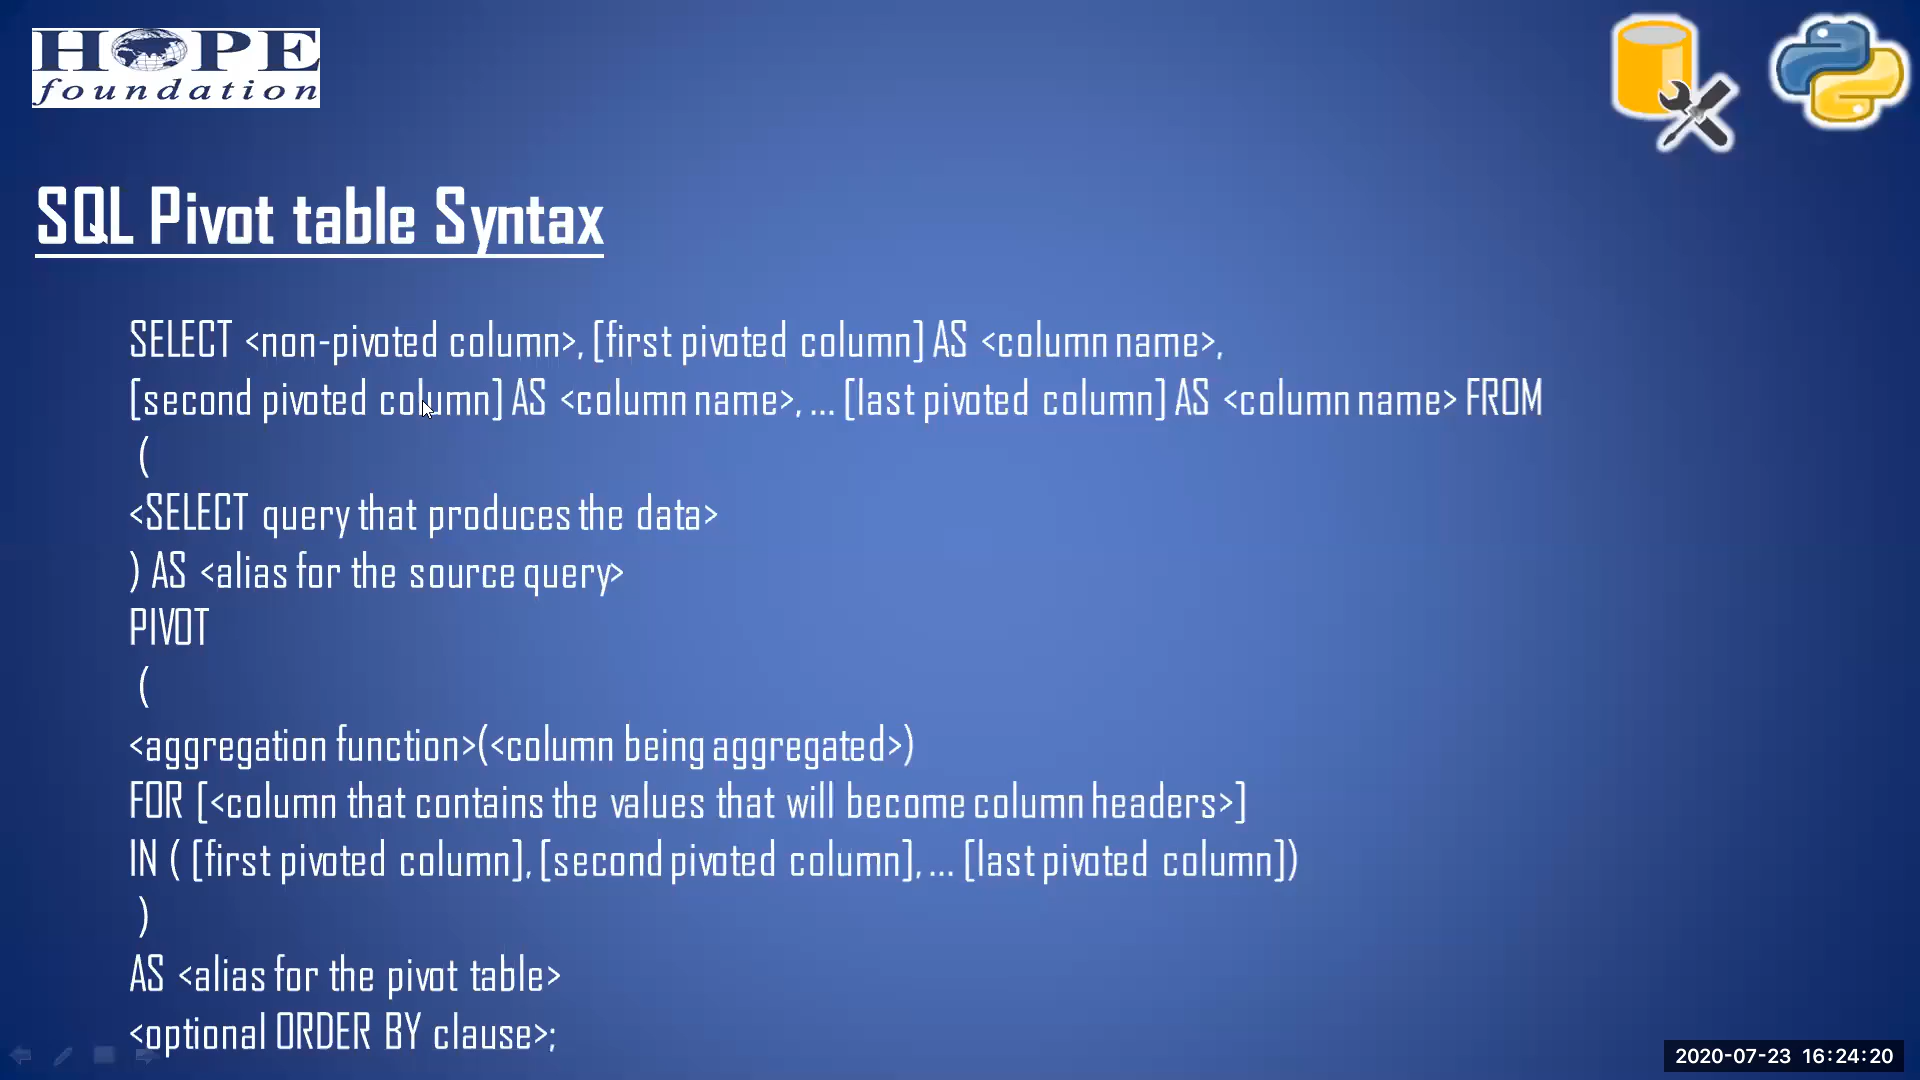 HOPE
foundation
SQL Pivot table Syntax
SELECT <non-pivoted column>, [first pivoted column] AS <column name>,
[second pivoted column] AS <column name>, ... [last pivoted column] AS <column name> FROM
(
<SELECT query that produces the data>
) AS <alias for the source query>
PIVOT
(
<aggregation function>(<column being aggregated>)
FOR [<column that contains the values that will become column headers>]
IN ( [first pivoted column], [second pivoted column], ... [last pivoted column])
)
AS <alias for the pivot table>
<optional ORDER BY clause>;
2020-07-23 16:24:20